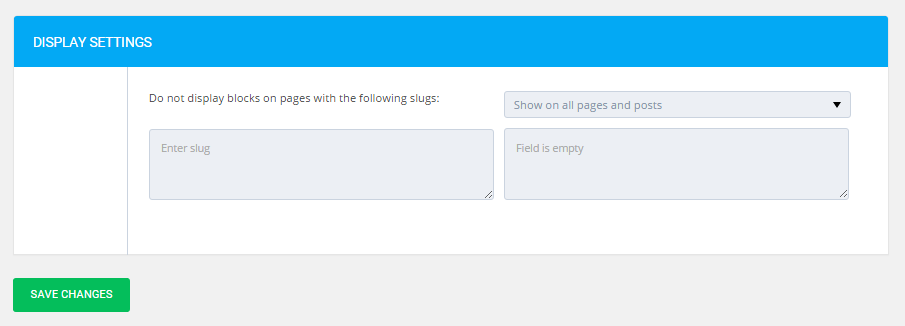 DISPLAY SETTINGS
Do not display blocks on pages with the following slugs:
Show on all pages and posts
Enter slug
Field is empty
SAVE CHANGES